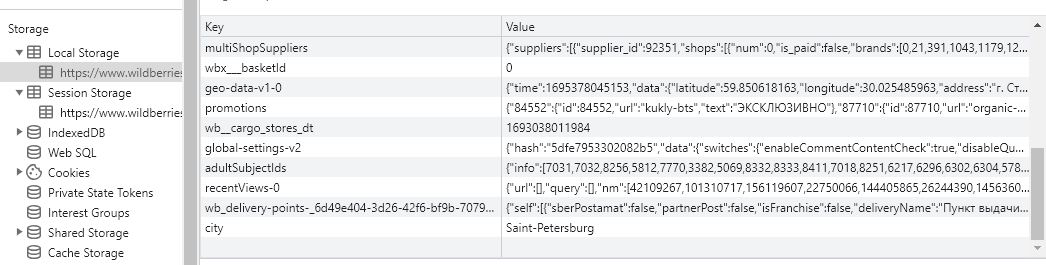 Storage
Local Storage
https://www.wildberries
Session Storage
https://www.wildberries
IndexedDB
Web SQL
Cookies
Private State Tokens
Interest Groups
Shared Storage
Cache Storage
Key Value
multiShopSuppliers {"suppliers":[{"supplier_id":92351,"shops":[{"num":0,"is_paid":false,"brands":[0,21,391,1043,1179,12...
wbx___basketId 0
geo-data-v1-0 {"time":1695378045153,"data":{"latitude":59.850618163,"longitude":30.025485963,"address":"г. Ст...
promotions {"84552":{"id":84552,"url":"kukly-bts","text":"ЭКСКЛЮЗИВНО"},"87710":{"id":87710,"url":"organic-...
wb__cargo_stores_dt 1693038011984
global-settings-v2 {"hash":"5dfe7953302082b5","data":{"switches":{"enableCommentContentCheck":true,"disableQu...
adultSubjectIds {"info":[7031,7032,8256,5812,7770,3382,5069,8332,8333,8411,7018,8251,6217,6296,6302,6304,578...
recentViews-0 {"url":[],"query":[],"nm":[42109267,101310717,156119607,22750066,144405865,26244390,1456360...
wb_delivery-points-_6d49e404-3d26-42f6-bf9b-7079... {"self":[{"sberPostamat":false,"partnerPost":false,"isFranchise":false,"deliveryName":"Пункт выдачи...
city Saint-Petersburg